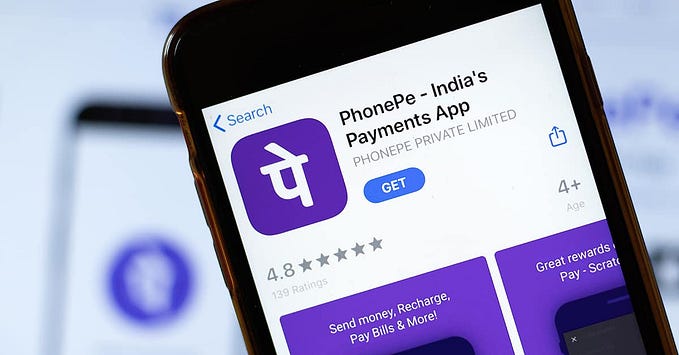 Search
पे
PhonePe - India's
Payments App
PHONEPE PRIVATE LIMITED
GET
4.8 ★★★★★
139 Ratings
4+
Age
Send money, Recharge,
Pay Bills & More!
Great rewards
Pay - Scratc
पे